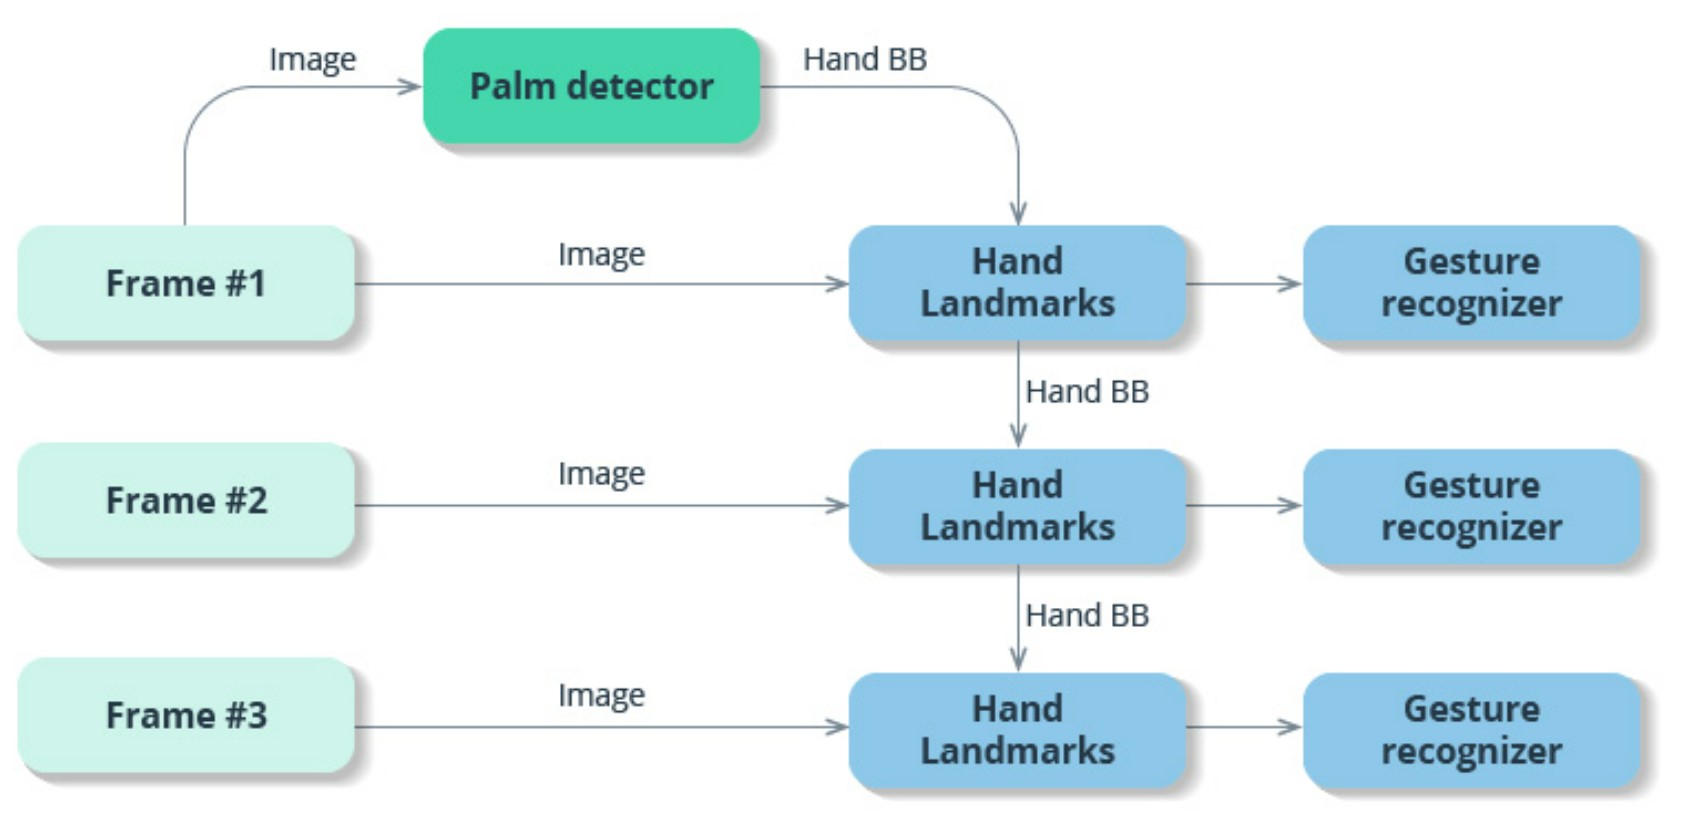 Image
Palm detector
Hand BB
Frame #1
Image
Hand
Landmarks
Gesture
recognizer
Hand BB
Frame #2
Image
Hand
Landmarks
Gesture
recognizer
Hand BB
Frame #3
Image
Hand
Landmarks
Gesture
recognizer